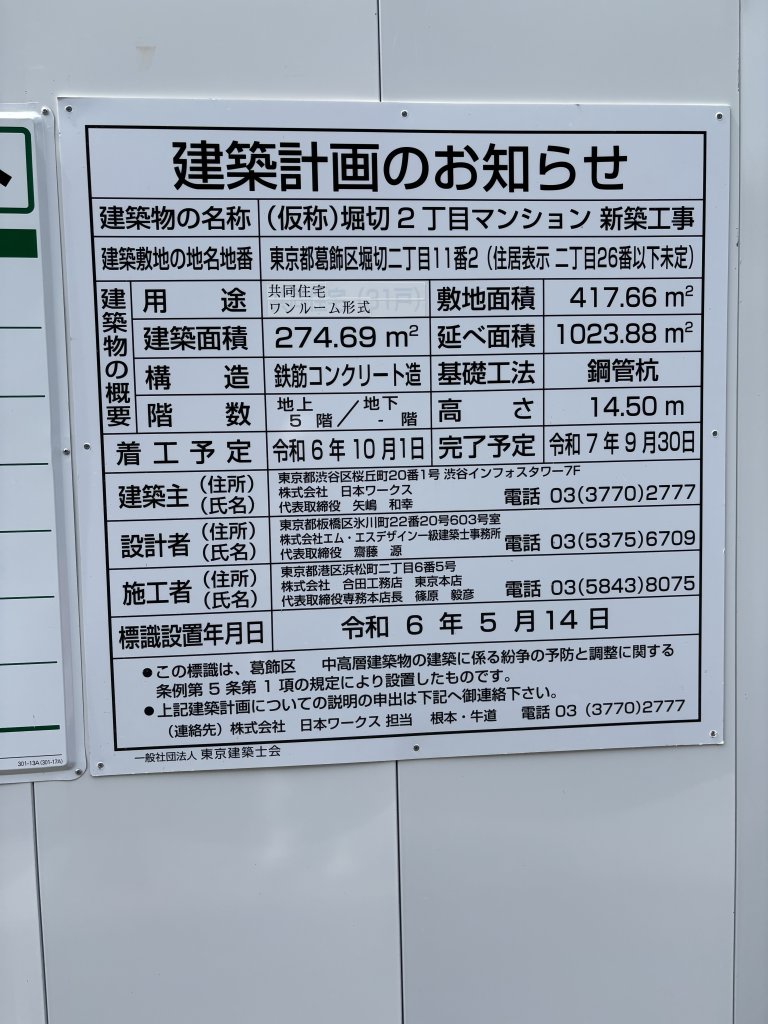 建築計画のお知らせ
建築物の名称 (仮称)堀切2丁目マンション 新築工事
建築敷地の地名地番 東京都葛飾区堀切二丁目11番2(住居表示 二丁目26番以下未定)
建築物の概要
用途 共同住宅 ワンルーム形式 (31戸) 敷地面積 417.66 m²
建築面積 274.69 m² 延べ面積 1023.88 m²
構造 鉄筋コンクリート造 基礎工法 鋼管杭
階数 地上 5 階/地下 - 階 高さ 14.50 m
着工予定 令和6年10月1日 完了予定 令和7年9月30日
建築主 (住所) (氏名)
東京都渋谷区桜丘町20番1号 渋谷インフォスタワー7F
株式会社 日本ワークス
代表取締役 矢嶋 和幸
電話 03(3770)2777
設計者 (住所) (氏名)
東京都板橋区氷川町22番20号603号室
株式会社エム・エスデザイン一級建築士事務所
代表取締役 齋藤 源
電話 03(5375)6709
施工者 (住所) (氏名)
東京都港区浜松町二丁目6番5号
株式会社 合田工務店 東京本店
代表取締役専務本店長 篠原 毅彦
電話 03(5843)8075
標識設置年月日 令和 6 年 5 月 14 日
●この標識は、葛飾区 中高層建築物の建築に係る紛争の予防と調整に関する
条例第5条第1項の規定により設置したものです。
●上記建築計画についての説明の申出は下記へ御連絡下さい。
(連絡先)株式会社 日本ワークス 担当 根本・牛道 電話 03 (3770)2777
一般社団法人 東京建築士会
301-13A(301-17A)